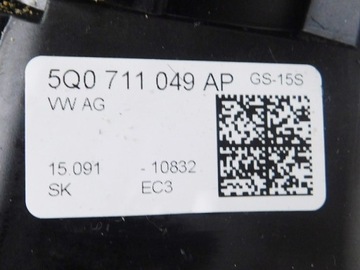 5Q0 711 049 AP GS-15S
VW AG
15.091 - 10832
SK EC3